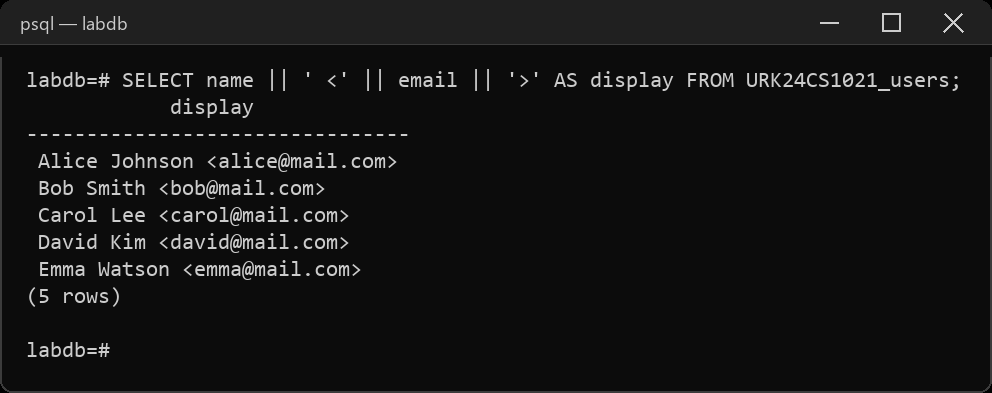 psql — labdb
labdb=# SELECT name || ' <' || email || '>' AS display FROM URK24CS1021_users;
            display
--------------------------------
 Alice Johnson <alice@mail.com>
 Bob Smith <bob@mail.com>
 Carol Lee <carol@mail.com>
 David Kim <david@mail.com>
 Emma Watson <emma@mail.com>
(5 rows)
labdb=#